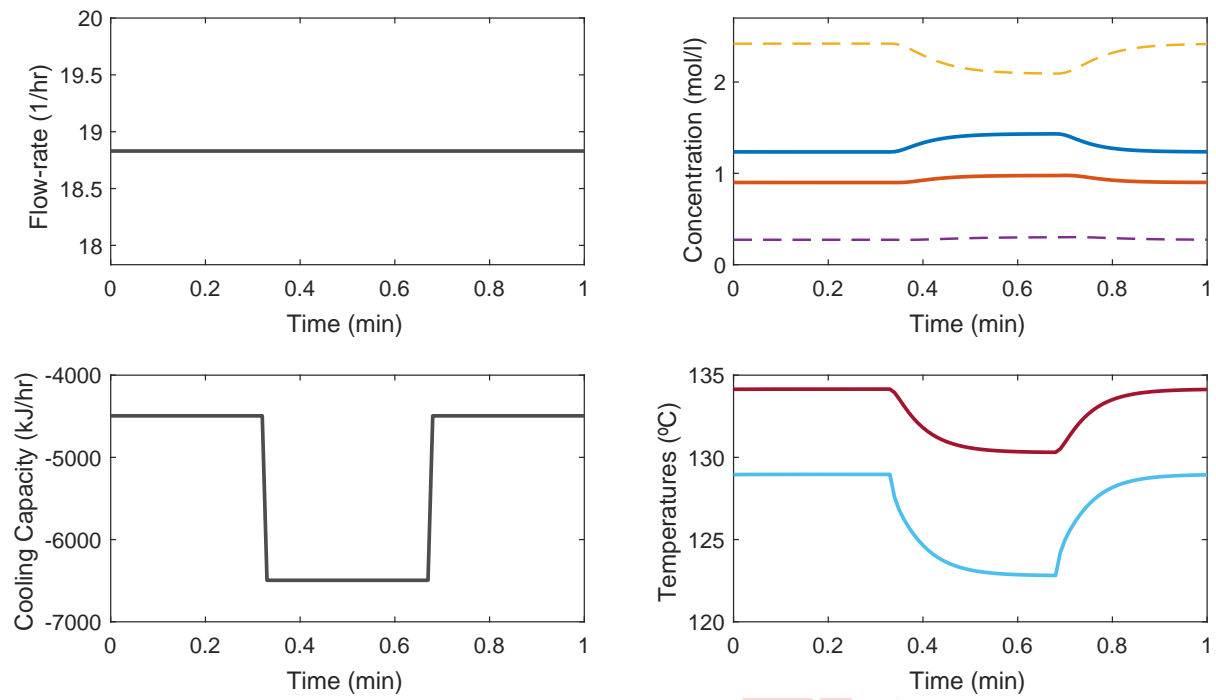 20
19.5
19
18.5
18
0 0.2 0.4 0.6 0.8 1
Time (min)
Flow-rate (1/hr)
2
1
0
0 0.2 0.4 0.6 0.8 1
Time (min)
Concentration (mol/l)
-4000
-5000
-6000
-7000
0 0.2 0.4 0.6 0.8 1
Time (min)
Cooling Capacity (kJ/hr)
135
130
125
120
0 0.2 0.4 0.6 0.8 1
Time (min)
Temperatures (ºC)